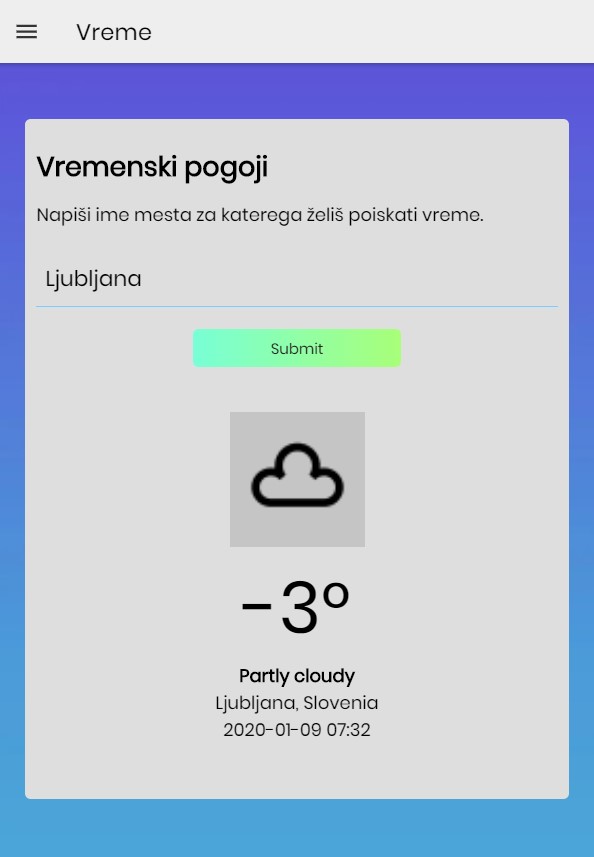 Vreme
Vremenski pogoji
Napiši ime mesta za katerega želiš poiskati vreme.
Ljubljana
Submit
-3°
Partly cloudy
Ljubljana, Slovenia
2020-01-09 07:32